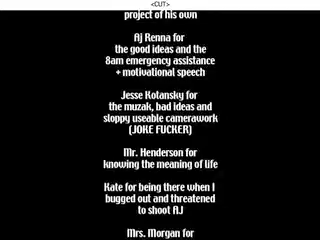 <CUT>
project of his own
Aj Renna for
the good ideas and the
8am emergency assistance
+ motivational speech
Jesse Kotansky for
the muzak, bad ideas and
sloppy useable camerawork
(JOKE FUCKER)
Mr. Henderson for
knowing the meaning of life
Kate for being there when I
bugged out and threatened
to shoot AJ
Mrs. Morgan for